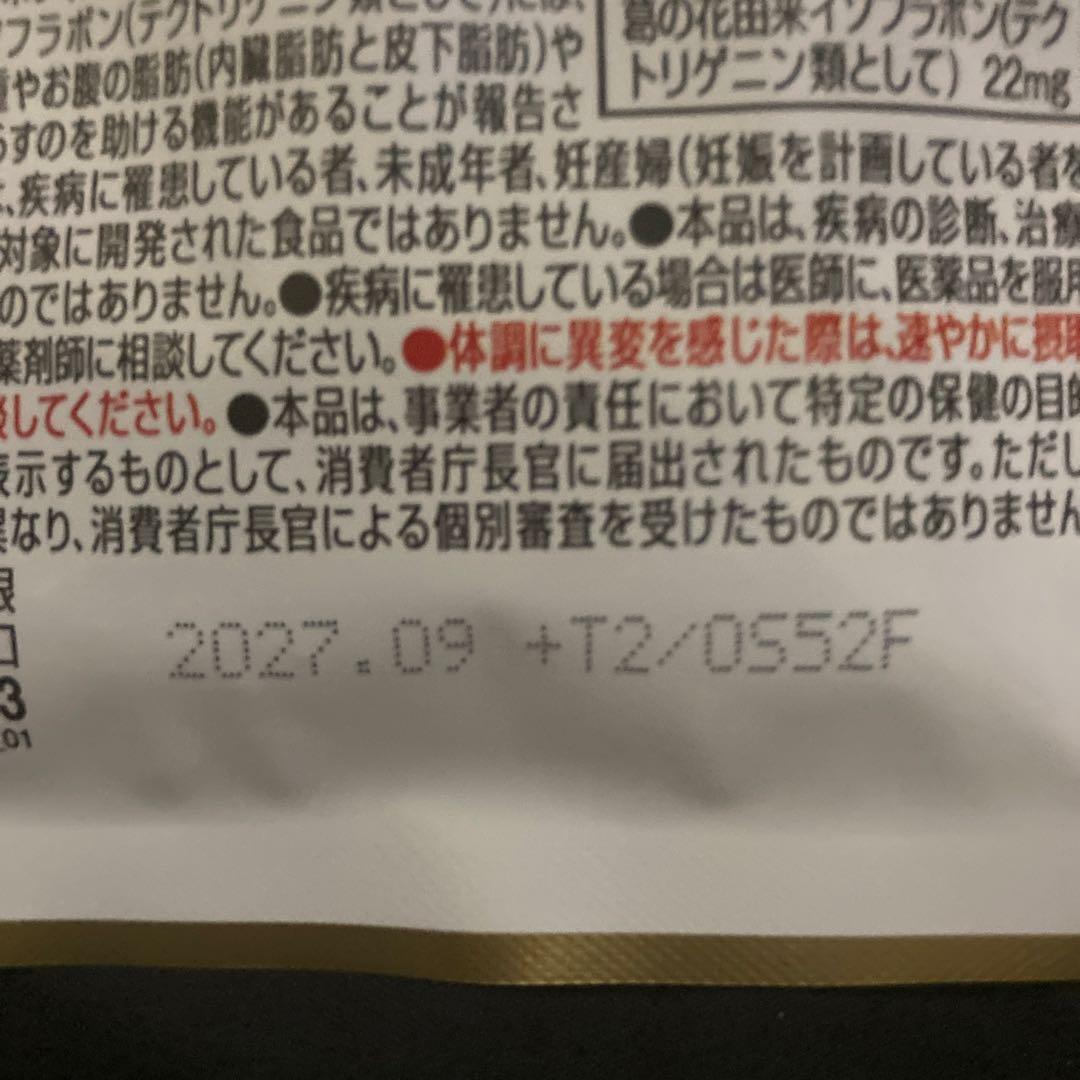 フラボン(テクトリゲニン類として)には、
やお腹の脂肪(内臓脂肪と皮下脂肪)や
らすのを助ける機能があることが報告さ
葛の花由来イソフラボン(テク
トリゲニン類として) 22mg
、疾病に罹患している者、未成年者、妊産婦(妊娠を計画している者を
対象に開発された食品ではありません。●本品は、疾病の診断、治療
のではありません。●疾病に罹患している場合は医師に、医薬品を服用
薬剤師に相談してください。●体調に異変を感じた際は、速やかに摂取
談してください。●本品は、事業者の責任において特定の保健の目的
表示するものとして、消費者庁長官に届出されたものです。ただし
異なり、消費者庁長官による個別審査を受けたものではありません
限
3
01
2027.09 +T2/0S52F